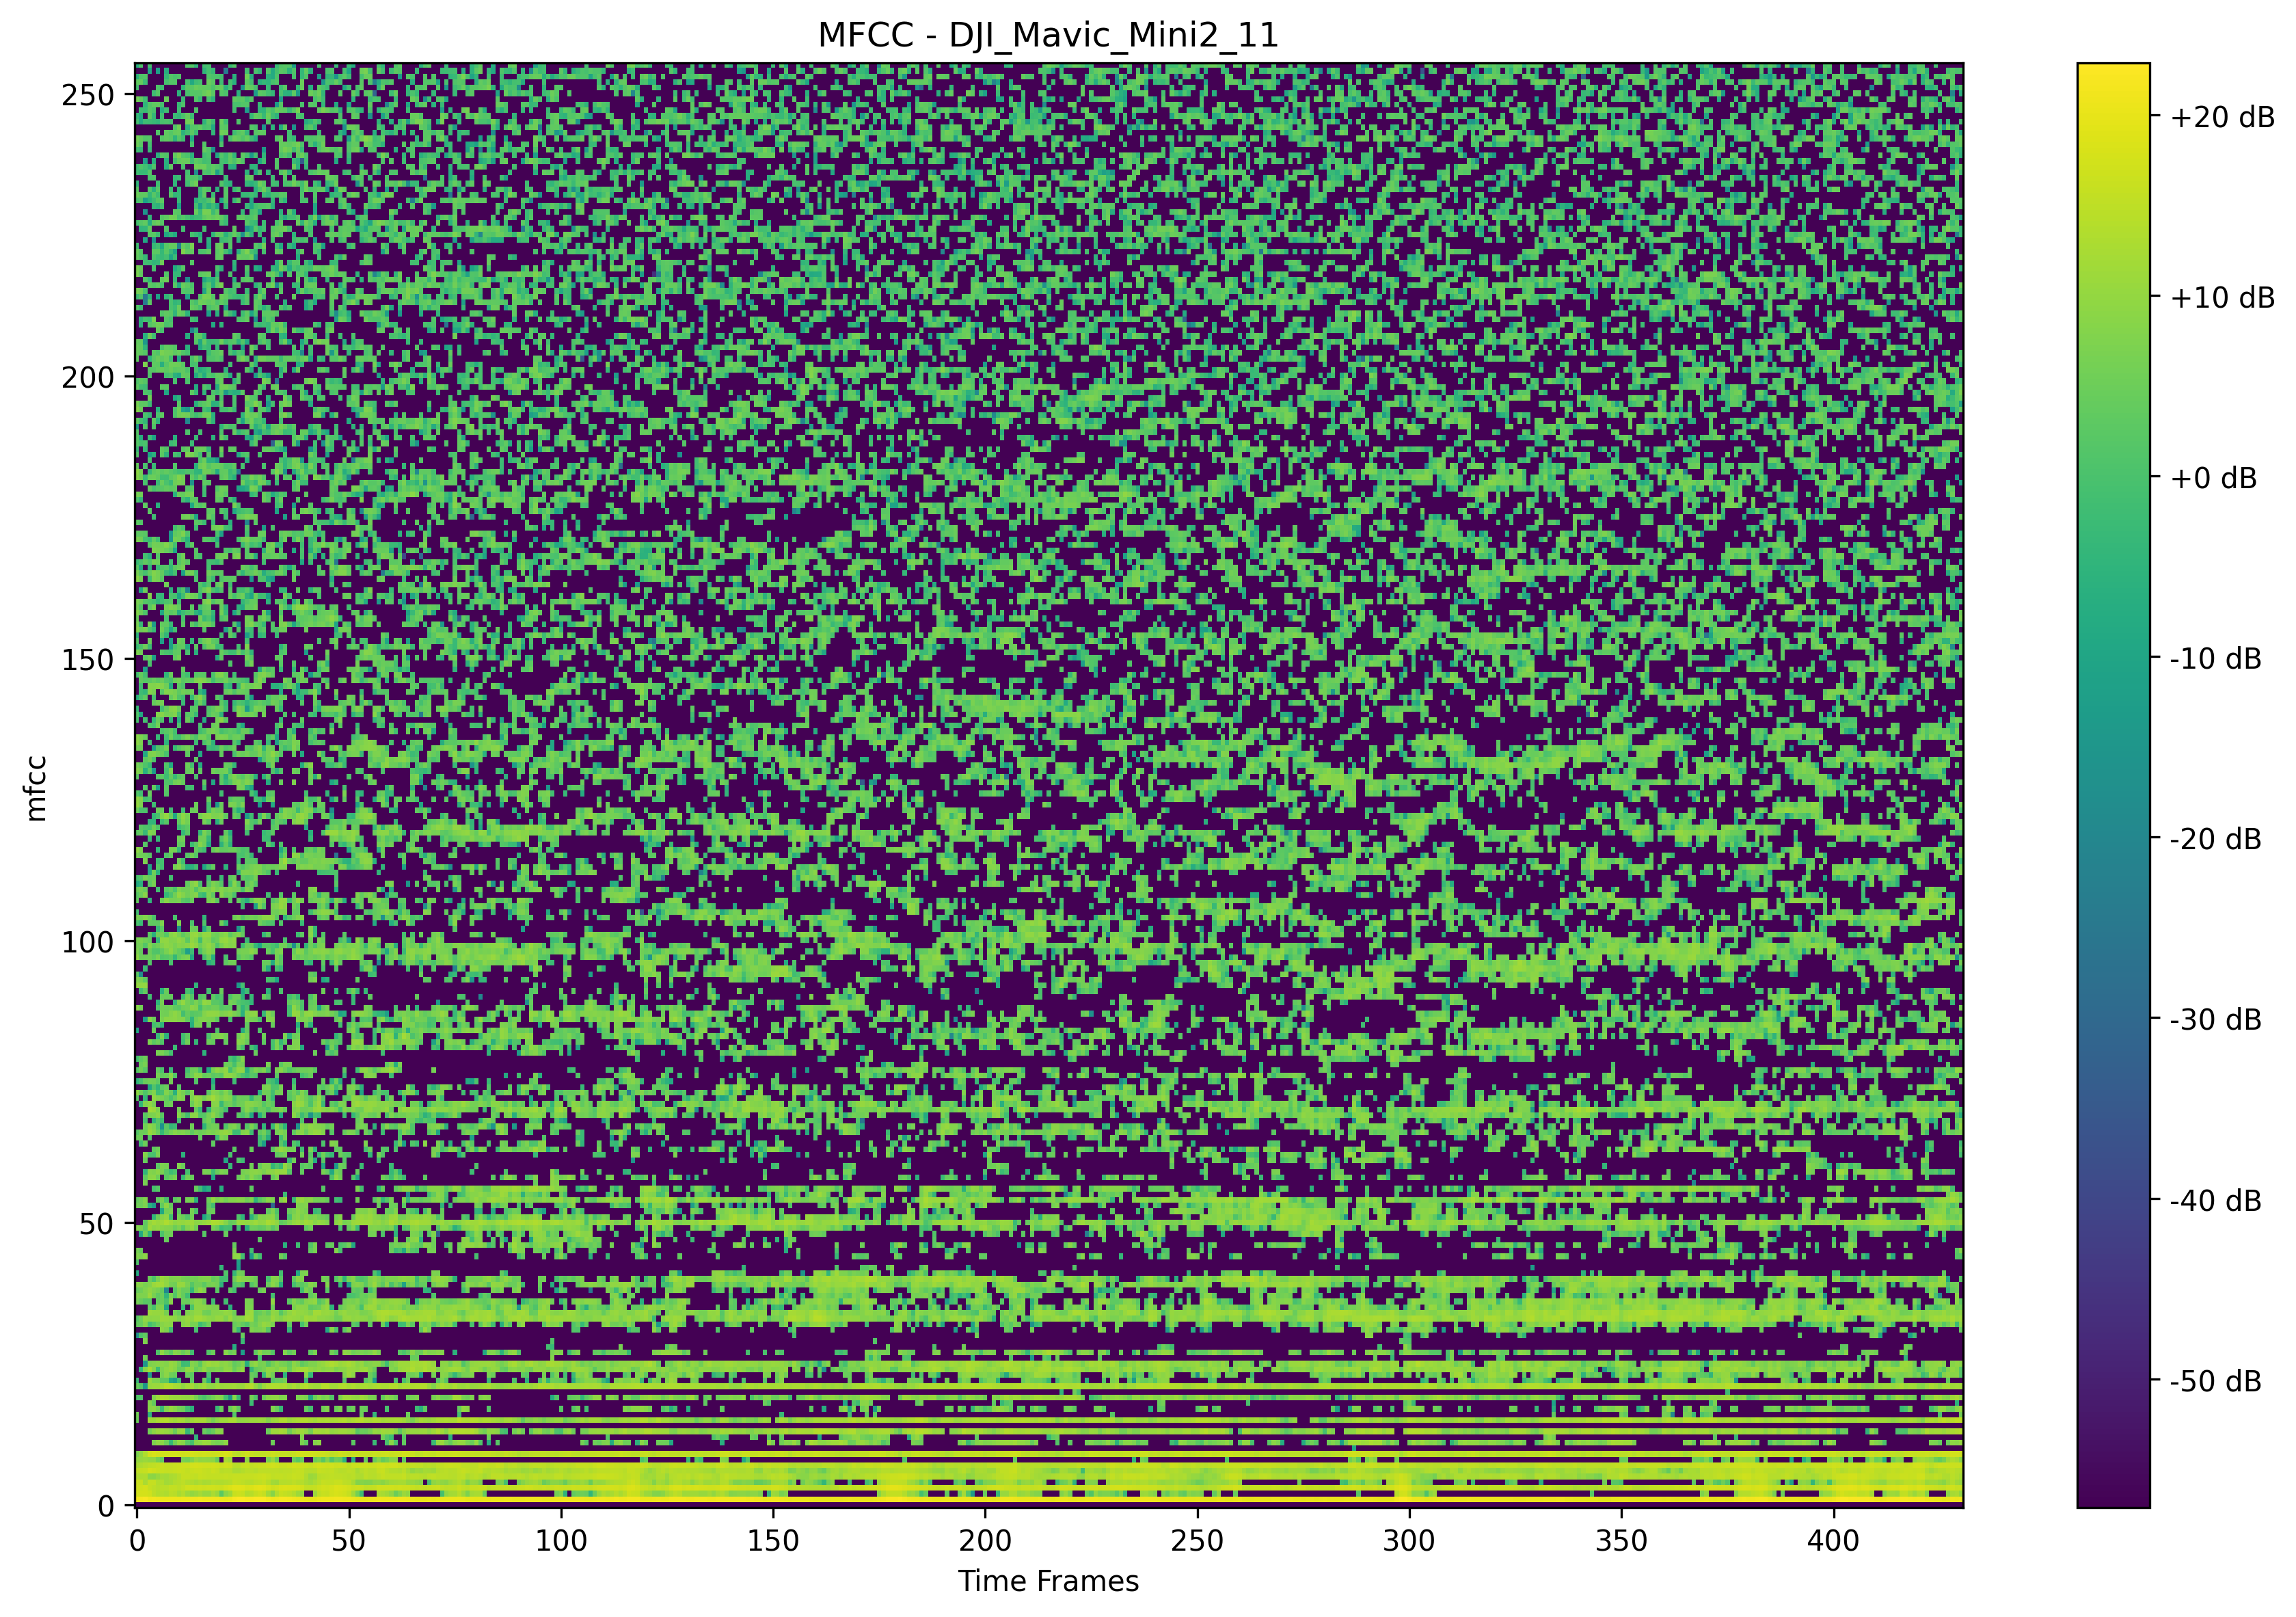 MFCC - DJI_Mavic_Mini2_11
250
200
150
100
50
0
mfcc
0 50 100 150 200 250 300 350 400
Time Frames
+20 dB
+10 dB
+0 dB
-10 dB
-20 dB
-30 dB
-40 dB
-50 dB